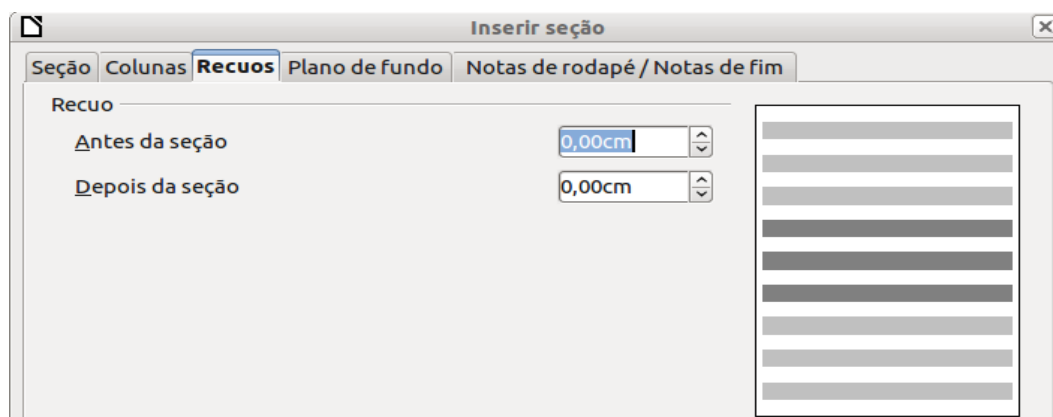 Inserir seção
Seção Colunas Recuos Plano de fundo Notas de rodapé / Notas de fim
Recuo
Antes da seção 0,00cm
Depois da seção 0,00cm